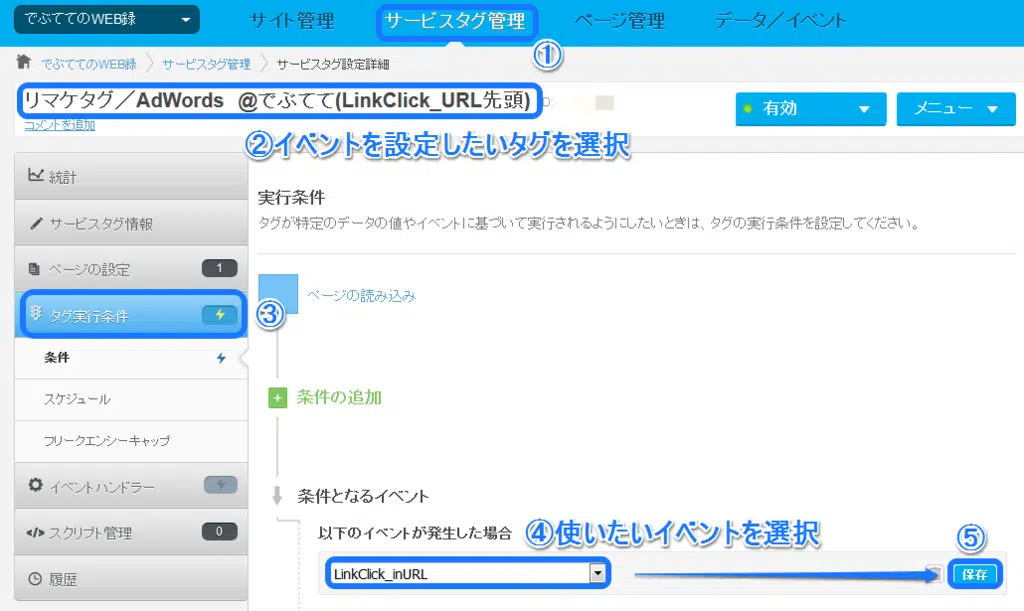 でぶててのWEB録
サイト管理
サービスタグ管理
ページ管理
データ／イベント
①
でぶててのWEB録
サービスタグ管理
サービスタグ設定詳細
リマケタグ／AdWords @でぶてて(LinkClick_URL先頭)
ID:
コメントを追加
有効
メニュー
②イベントを設定したいタグを選択
統計
サービスタグ情報
ページの設定
1
タグ実行条件
条件
スケジュール
フリークエンシーキャップ
イベントハンドラー
スクリプト管理
0
履歴
実行条件
タグが特定のデータの値やイベントに基づいて実行されるようにしたいときは、タグの実行条件を設定してください。
③
ページの読み込み
条件の追加
条件となるイベント
以下のイベントが発生した場合
④使いたいイベントを選択
⑤
LinkClick_inURL
保存